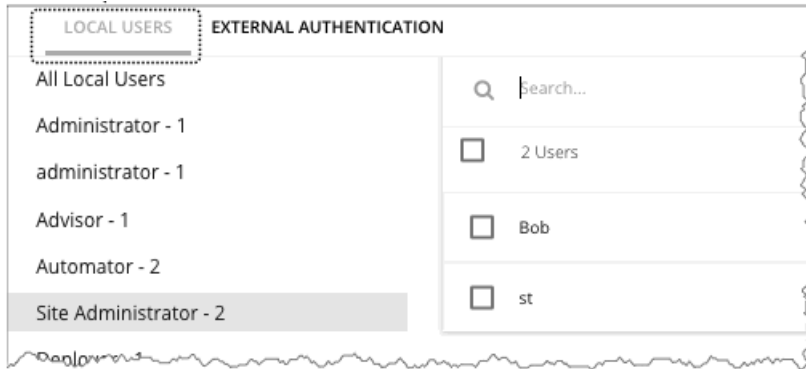 LOCAL USERS EXTERNAL AUTHENTICATION
All Local Users
Search...
Administrator - 1
2 Users
administrator - 1
Advisor - 1
Bob
Automator - 2
st
Site Administrator - 2